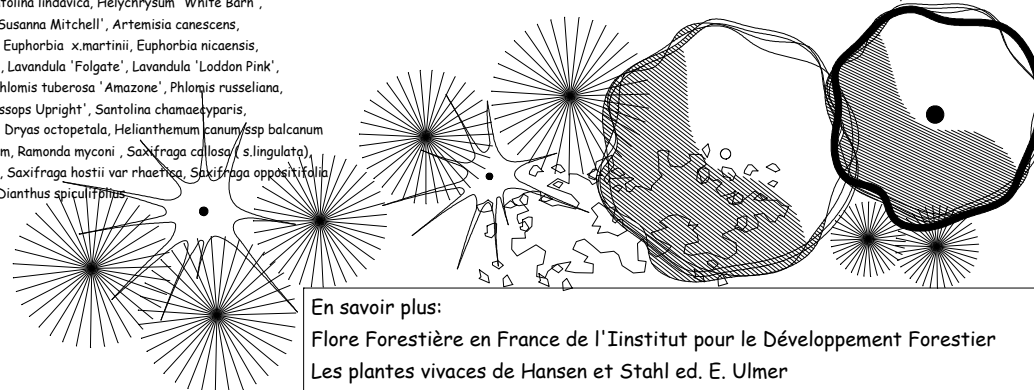 tolina lindavica, Helychrysum 'White Barn',
Susanna Mitchell', Artemisia canescens,
Euphorbia x.martinii, Euphorbia nicaensis,
, Lavandula 'Folgate', Lavandula 'Loddon Pink',
hlomis tuberosa 'Amazone', Phlomis russeliana,
ssops Upright', Santolina chamaecyparis,
Dryas octopetala, Helianthemum canum ssp balcanum
m, Ramonda myconi , Saxifraga callosa ( s.lingulata),
, Saxifraga hostii var rhaetica, Saxifraga oppositifolia
Dianthus spiculifolius
En savoir plus:
Flore Forestière en France de l'Iinstitut pour le Développement Forestier
Les plantes vivaces de Hansen et Stahl ed. E. Ulmer